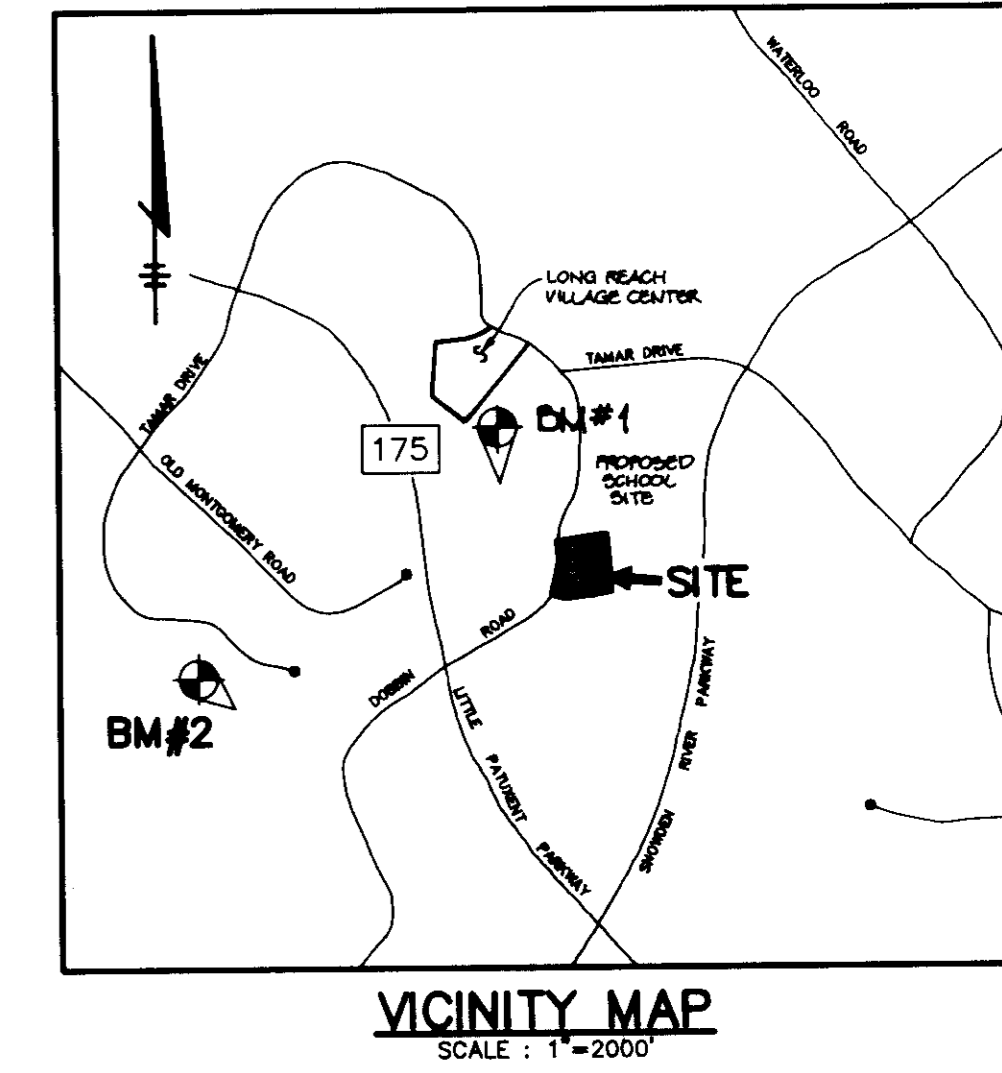 WATERLOO
ROAD
LONG REACH
VILLAGE CENTER
TAMAR DRIVE
TAMAR DRIVE
BM#1
175
PROPOSED
SCHOOL
SITE
OLD MONTGOMERY ROAD
SITE
DOBBIN
ROAD
BM#2
LITTLE
PATUXENT
PARKWAY
SNOWDEN
RIVER
PARKWAY
VICINITY MAP
SCALE : 1"=2000'